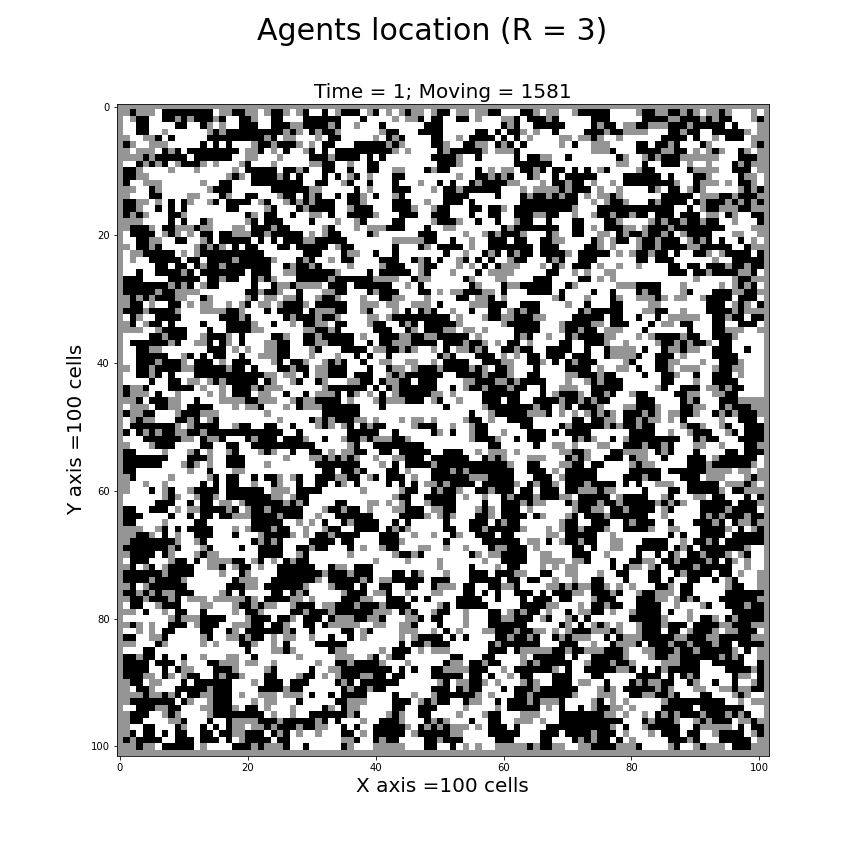 Agents location (R = 3)
Time = 1; Moving = 1581
0
20
40
60
80
100
Y axis =100 cells
0 20 40 60 80 100
X axis =100 cells